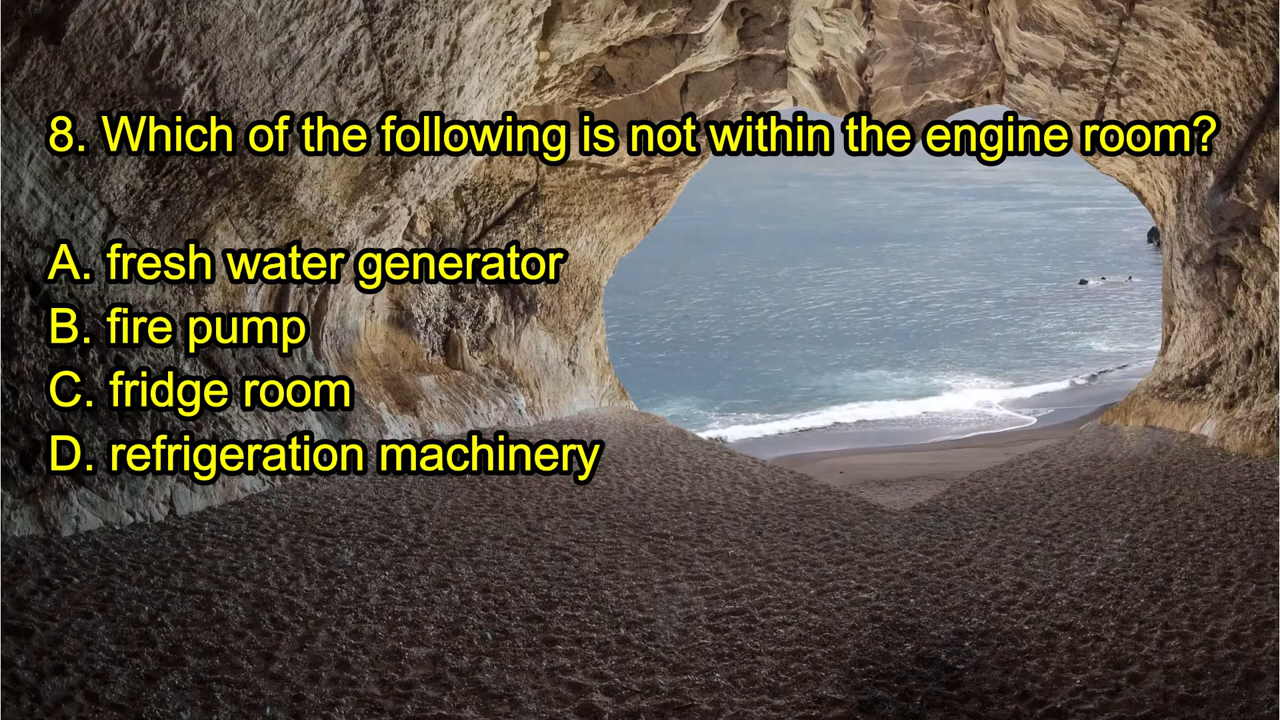 8. Which of the following is not within the engine room?
A. fresh water generator
B. fire pump
C. fridge room
D. refrigeration machinery